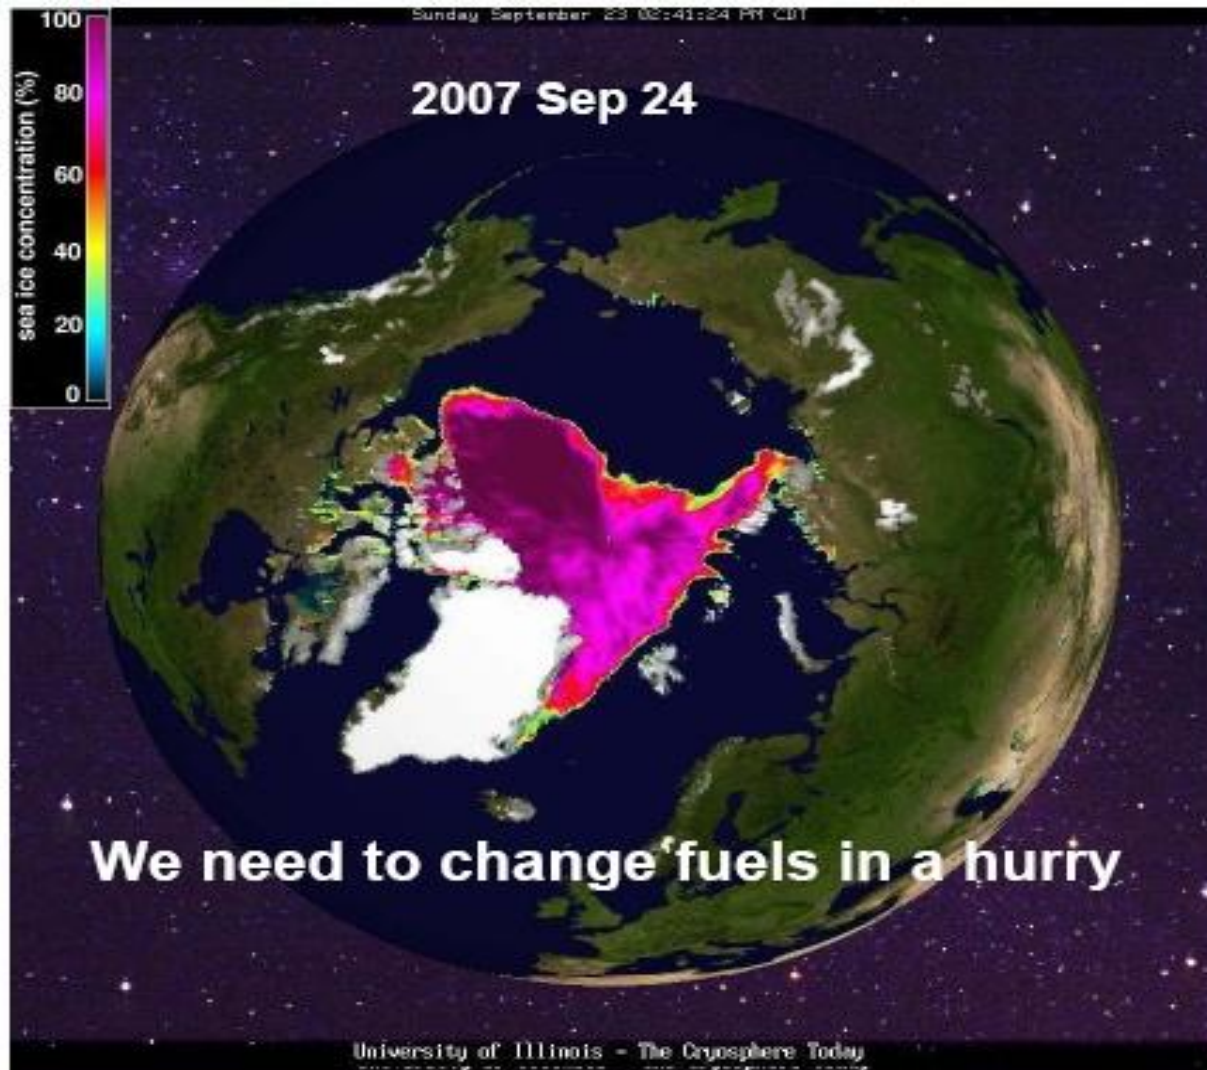 Sunday September 23 02:41:24 PM CDT
100
80
60
40
20
0
sea ice concentration (%)
2007 Sep 24
We need to change fuels in a hurry
University of Illinois - The Cryosphere Today